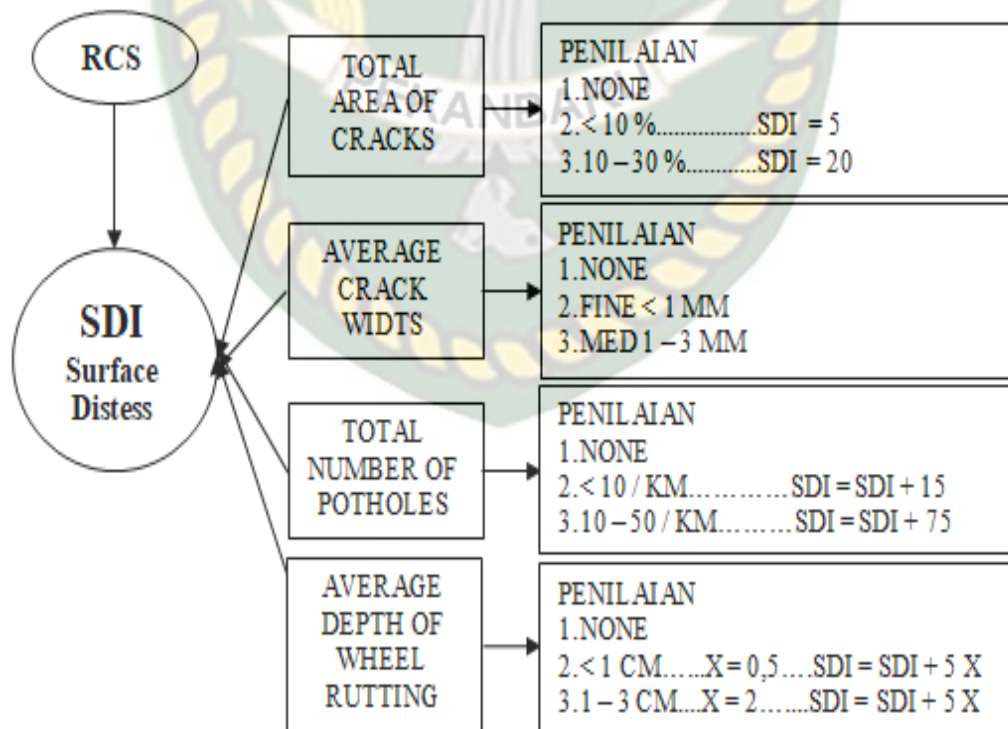 RCS
SDI
Surface
Distess
TOTAL
AREA OF
CRACKS
PENILAIAN
1.NONE
2.< 10 %.................SDI = 5
3.10 – 30 %............SDI = 20
AVERAGE
CRACK
WIDTS
PENILAIAN
1.NONE
2.FINE < 1 MM
3.MED 1 – 3 MM
TOTAL
NUMBER OF
POTHOLES
PENILAIAN
1.NONE
2.< 10 / KM…………SDI = SDI + 15
3.10 – 50 / KM………SDI = SDI + 75
AVERAGE
DEPTH OF
WHEEL
RUTTING
PENILAIAN
1.NONE
2.< 1 CM…...X = 0,5….SDI = SDI + 5 X
3.1 – 3 CM....X = 2…....SDI = SDI + 5 X